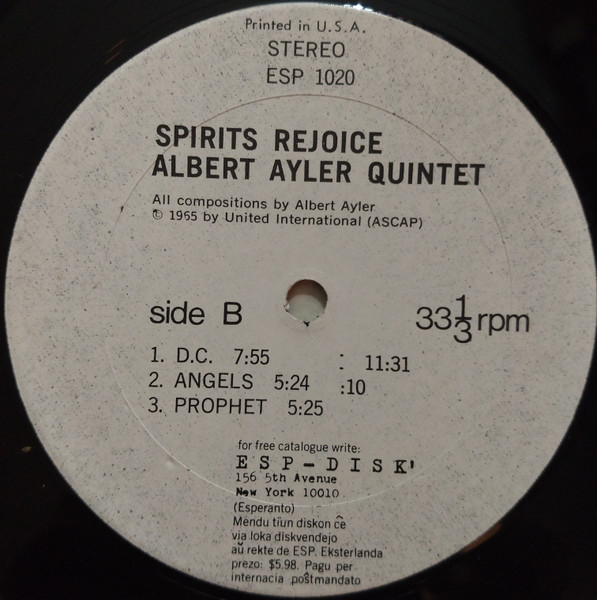 Printed in U.S.A.
STEREO
ESP 1020
SPIRITS REJOICE
ALBERT AYLER QUINTET
All compositions by Albert Ayler
© 1965 by United International (ASCAP)
side B 33 1/3 rpm
1. D.C. 7:55 : 11:31
2. ANGELS 5:24 :10
3. PROPHET 5:25
for free catalogue write:
ESP-DISK'
156 5th Avenue
New York 10010
(Esperanto)
Mendu tiun diskon ĉe
via loka diskvendejo
aŭ rekte de ESP. Eksterlanda
prezo: $5.98. Pagu per
internacia poŝtmandato